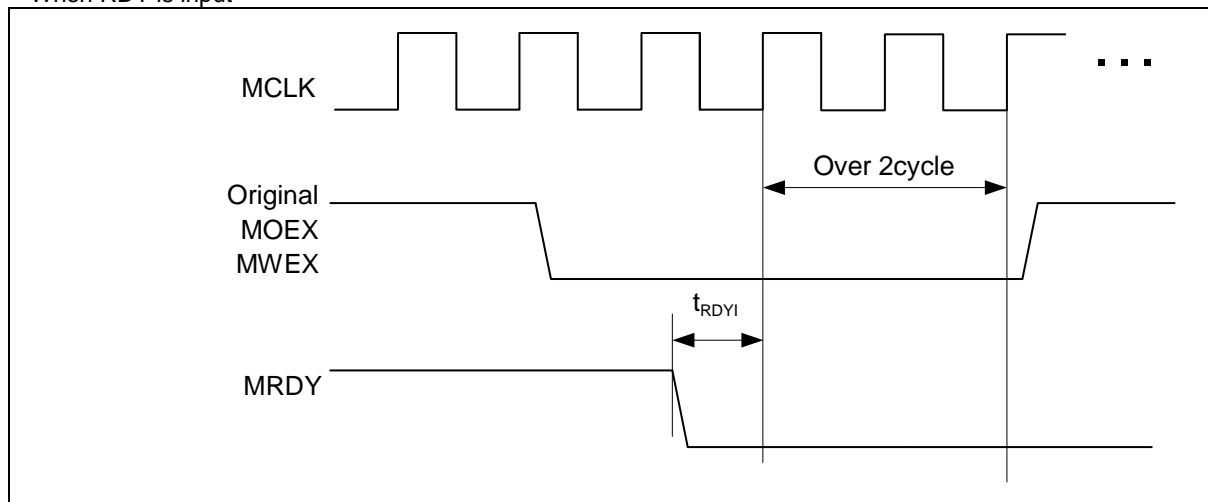 When RDY is input
MCLK
Over 2cycle
Original
MOEX
MWEX
tRDYI
MRDY